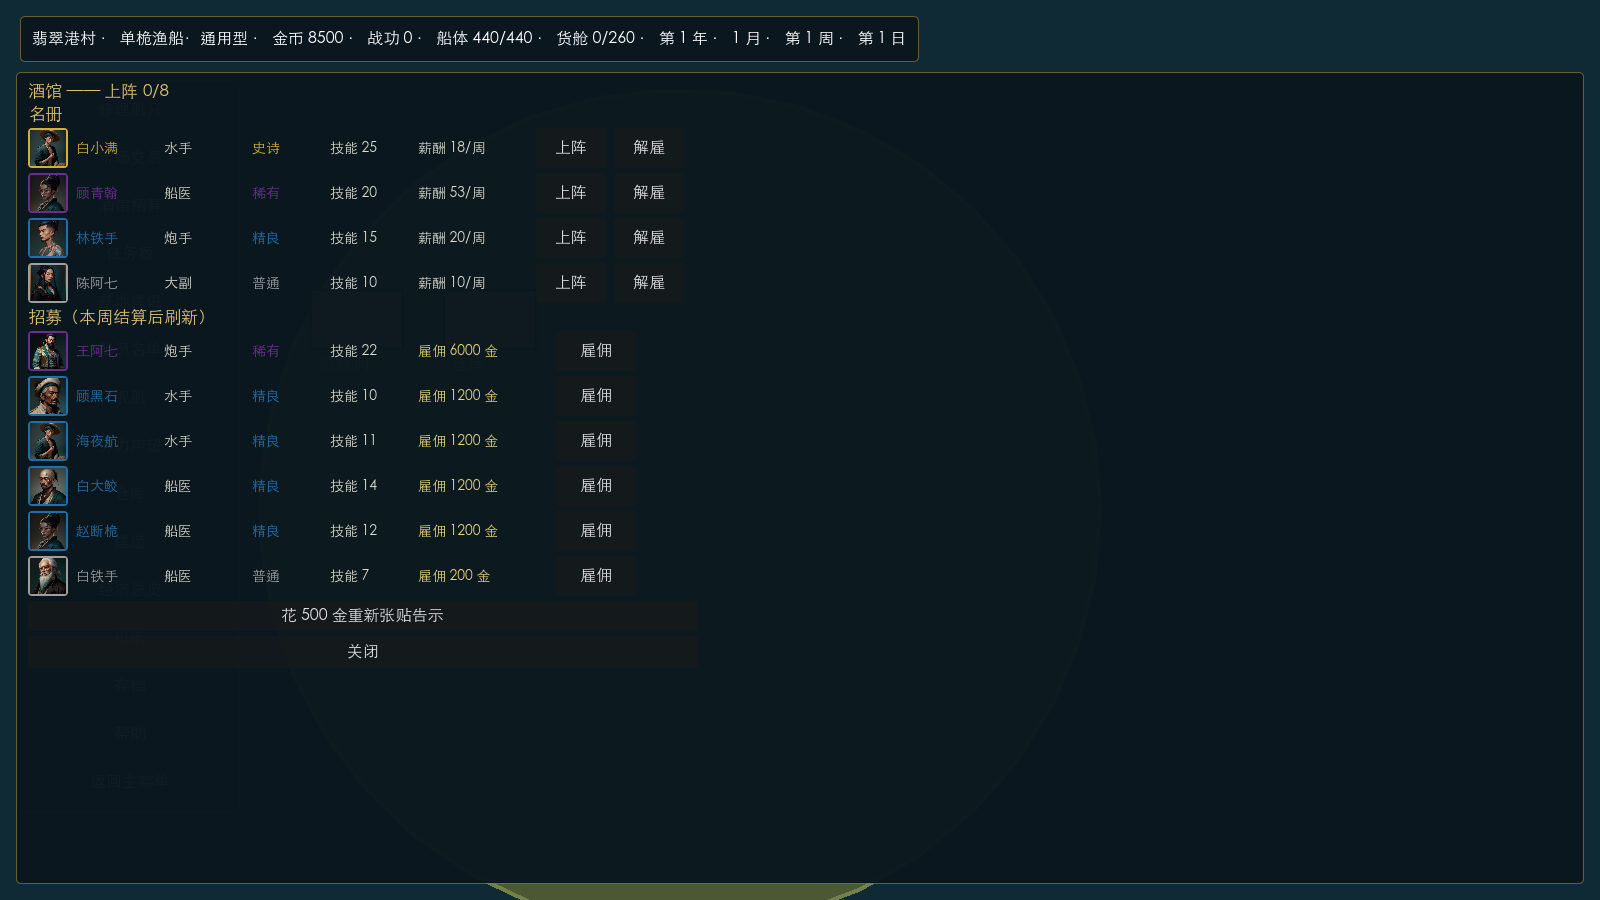 翡翠港村 · 单桅渔船 · 通用型 · 金币 8500 · 战功 0 · 船体 440/440 · 货舱 0/260 · 第 1 年 · 1 月 · 第 1 周 · 第 1 日
酒馆 —— 上阵 0/8
名册
白小满 水手 史诗 技能 25 薪酬 18/周 上阵 解雇
顾青翰 船医 稀有 技能 20 薪酬 53/周 上阵 解雇
林铁手 炮手 精良 技能 15 薪酬 20/周 上阵 解雇
陈阿七 大副 普通 技能 10 薪酬 10/周 上阵 解雇
招募（本周结算后刷新）
王阿七 炮手 稀有 技能 22 雇佣 6000 金 雇佣
顾黑石 水手 精良 技能 10 雇佣 1200 金 雇佣
海夜航 水手 精良 技能 11 雇佣 1200 金 雇佣
白大鲛 船医 精良 技能 14 雇佣 1200 金 雇佣
赵断桅 船医 精良 技能 12 雇佣 1200 金 雇佣
白铁手 船医 普通 技能 7 雇佣 200 金 雇佣
花 500 金重新张贴告示
关闭